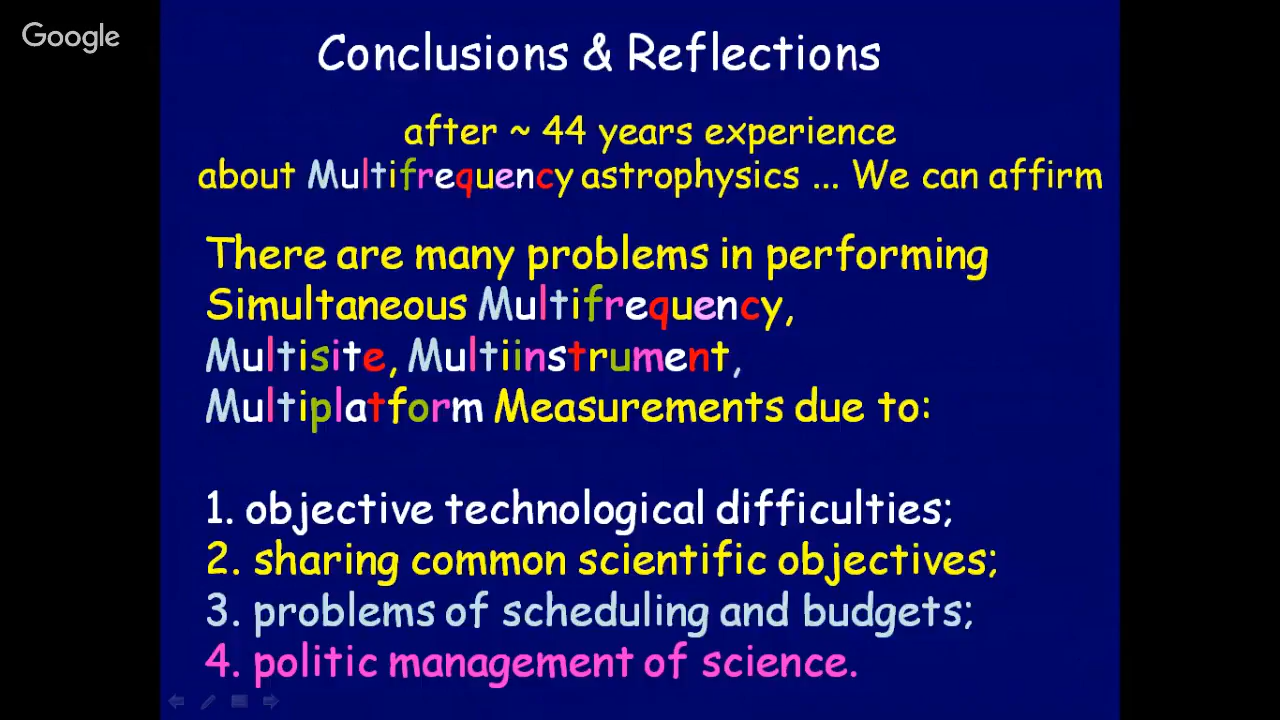 Google
Conclusions & Reflections
after ~ 44 years experience
about Multifrequency astrophysics ... We can affirm
There are many problems in performing
Simultaneous Multifrequency,
Multisite, Multiinstrument,
Multiplatform Measurements due to:
1. objective technological difficulties;
2. sharing common scientific objectives;
3. problems of scheduling and budgets;
4. politic management of science.